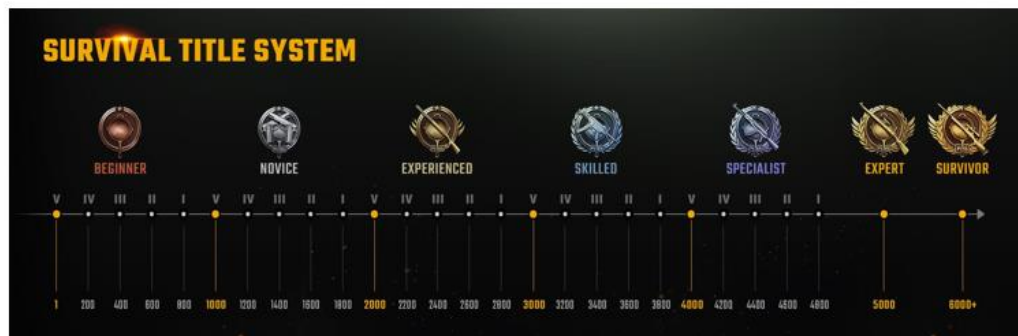 SURVIVAL TITLE SYSTEM
BEGINNER NOVICE EXPERIENCED SKILLED SPECIALIST EXPERT SURVIVOR
V IV III II I V IV III II I V IV III II I V IV III II I V IV III II I
1 200 400 600 800 1000 1200 1400 1600 1800 2000 2200 2400 2600 2800 3000 3200 3400 3600 3800 4000 4200 4400 4600 4800 5000 6000+